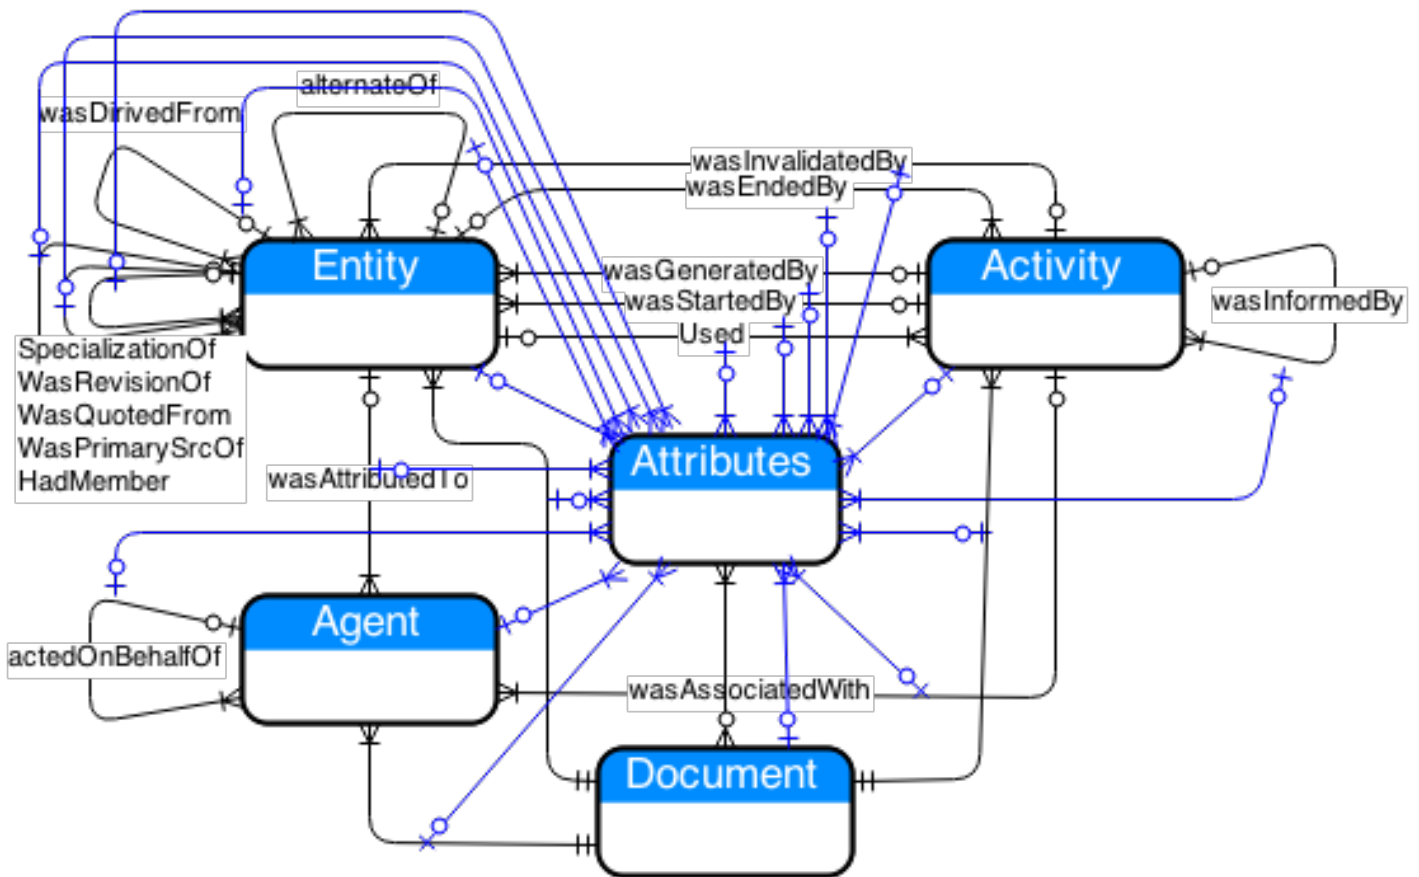 alternateOf
wasDirivedFrom
wasInvalidatedBy
wasEndedBy
Entity
Activity
wasGeneratedBy
wasStartedBy
wasInformedBy
Used
SpecializationOf
WasRevisionOf
WasQuotedFrom
WasPrimarySrcOf
HadMember
Attributes
wasAttributedTo
Agent
actedOnBehalfOf
wasAssociatedWith
Document